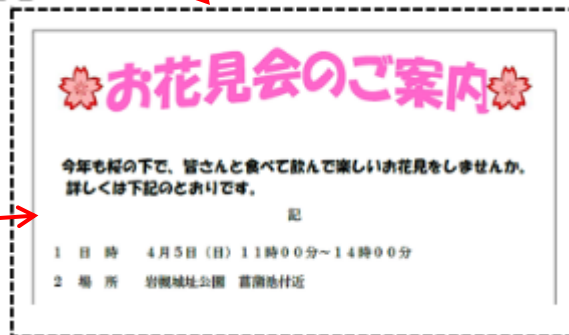 お花見会のご案内
今年も桜の下で、皆さんと食べて飲んで楽しいお花見をしませんか。
詳しくは下記のとおりです。
記
1 日 時 4月5日（日）11時00分~14時00分
2 場 所 岩槻城址公園 菖蒲池付近